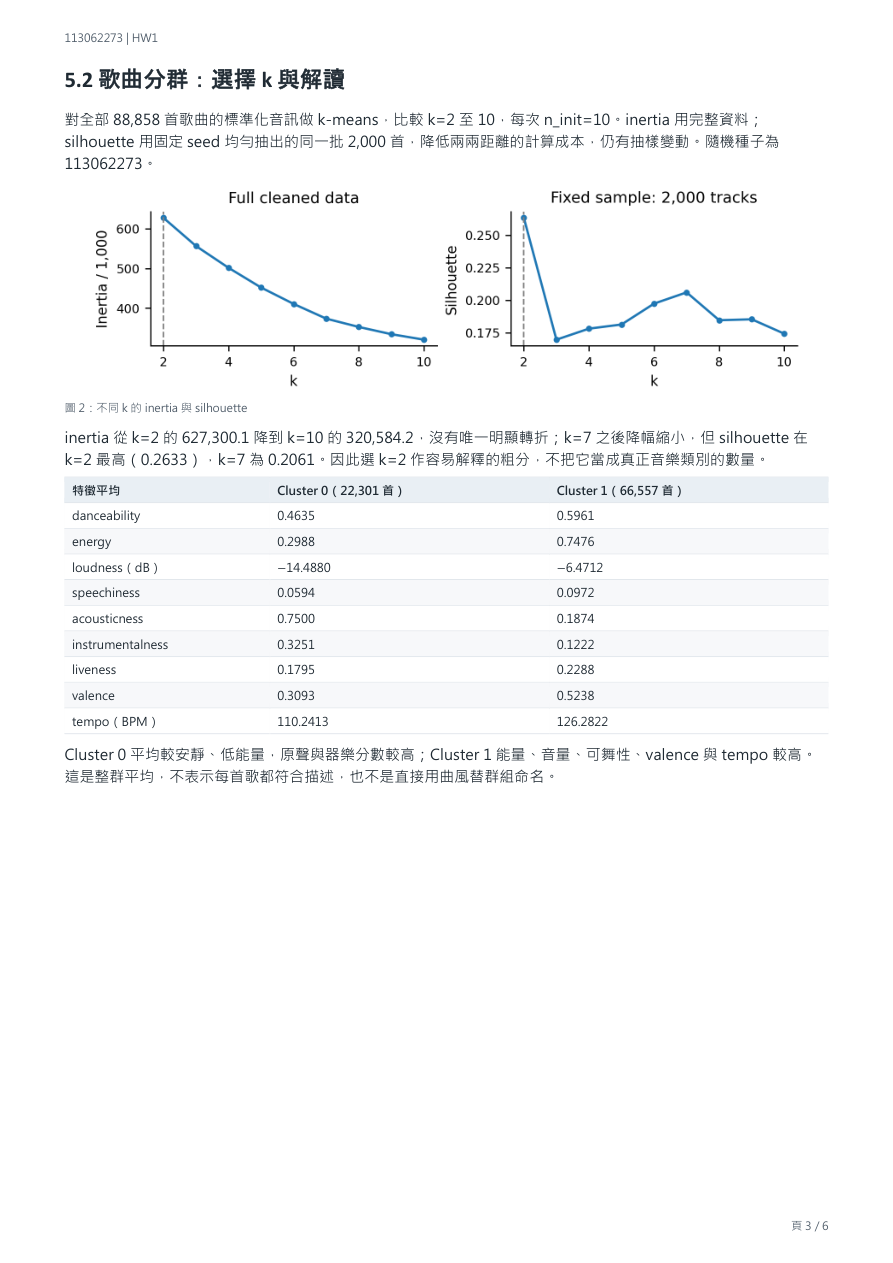 113062273 | HW1
5.2 歌曲分群：選擇 k 與解讀
對全部 88,858 首歌曲的標準化音訊做 k-means，比較 k=2 至 10，每次 n_init=10。inertia 用完整資料；
silhouette 用固定 seed 均勻抽出的同一批 2,000 首，降低兩兩距離的計算成本，仍有抽樣變動。隨機種子為
113062273。
Full cleaned data
Inertia / 1,000
600
500
400
2 4 6 8 10
k
Fixed sample: 2,000 tracks
Silhouette
0.250
0.225
0.200
0.175
2 4 6 8 10
k
圖 2：不同 k 的 inertia 與 silhouette
inertia 從 k=2 的 627,300.1 降到 k=10 的 320,584.2，沒有唯一明顯轉折；k=7 之後降幅縮小，但 silhouette 在
k=2 最高（0.2633），k=7 為 0.2061。因此選 k=2 作容易解釋的粗分，不把它當成真正音樂類別的數量。
特徵平均 Cluster 0（22,301 首） Cluster 1（66,557 首）
danceability 0.4635 0.5961
energy 0.2988 0.7476
loudness（dB） −14.4880 −6.4712
speechiness 0.0594 0.0972
acousticness 0.7500 0.1874
instrumentalness 0.3251 0.1222
liveness 0.1795 0.2288
valence 0.3093 0.5238
tempo（BPM） 110.2413 126.2822
Cluster 0 平均較安靜、低能量，原聲與器樂分數較高；Cluster 1 能量、音量、可舞性、valence 與 tempo 較高。
這是整群平均，不表示每首歌都符合描述，也不是直接用曲風替群組命名。
頁 3 / 6